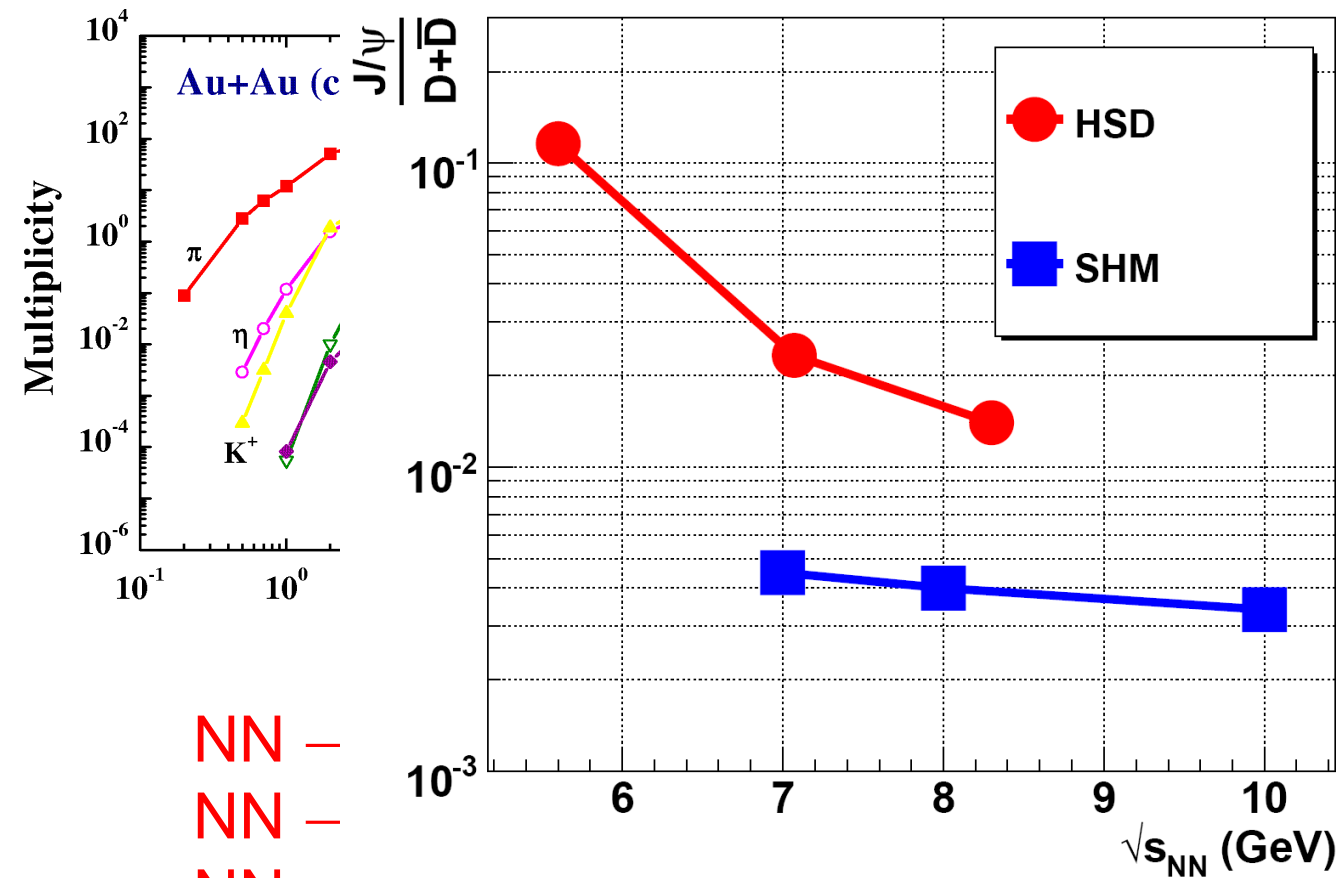 10^4
10^2
10^0
10^-2
10^-4
10^-6
Multiplicity
Au+Au (c
π
η
K^+
10^-1
10^0
J/ψ
D+D̅
10^-1
10^-2
10^-3
HSD
SHM
6 7 8 9 10
√s_NN (GeV)
NN –
NN –